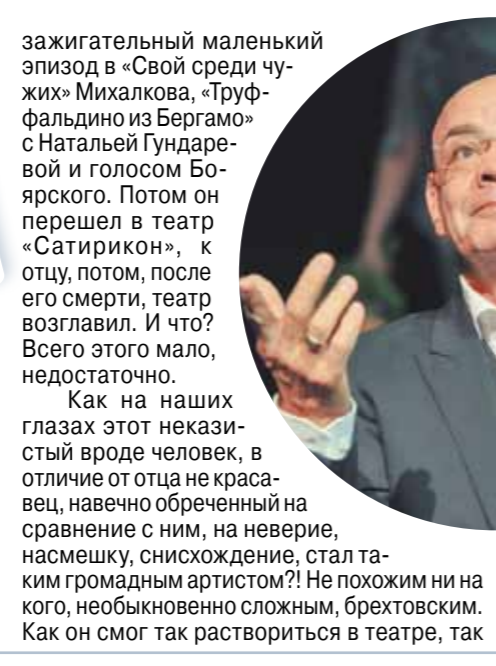 зажигательный маленький
эпизод в «Свой среди чу-
жих» Михалкова, «Труф-
фальдино из Бергамо»
с Натальей Гундаре-
вой и голосом Бо-
ярского. Потом он
перешел в театр
«Сатирикон», к
отцу, потом, после
его смерти, театр
возглавил. И что?
Всего этого мало,
недостаточно.
Как на наших
глазах этот некази-
стый вроде человек, в
отличие от отца не краса-
вец, навечно обреченный на
сравнение с ним, на неверие,
насмешку, снисхождение, стал та-
ким громадным артистом?! Не похожим ни на
кого, необыкновенно сложным, брехтовским.
Как он смог так раствориться в театре, так